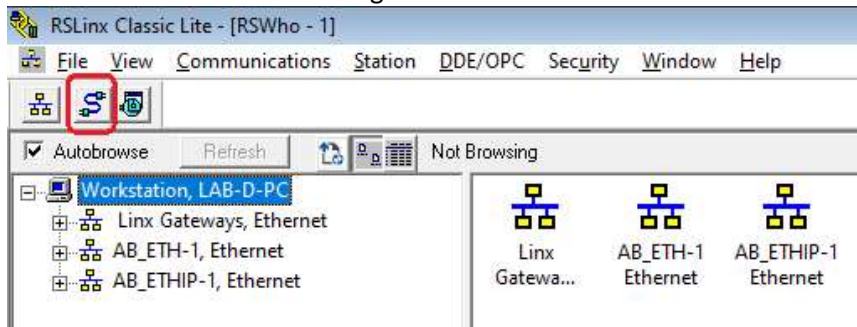 RSLinx Classic Lite - [RSWho - 1]
File View Communications Station DDE/OPC Security Window Help
Autobrowse Refresh Not Browsing
Workstation, LAB-D-PC
Linx Gateways, Ethernet
AB_ETH-1, Ethernet
AB_ETHIP-1, Ethernet
Linx AB_ETH-1 AB_ETHIP-1
Gatewa... Ethernet Ethernet